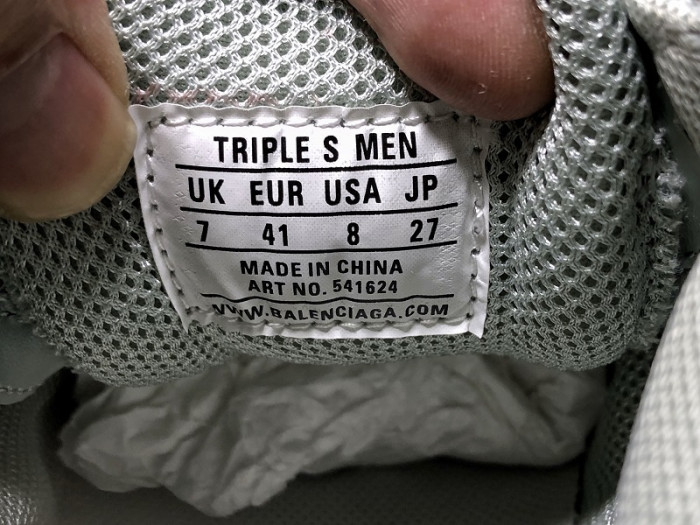 TRIPLE S MEN
UK EUR USA JP
7 41 8 27
MADE IN CHINA
ART NO. 541624
WWW.BALENCIAGA.COM